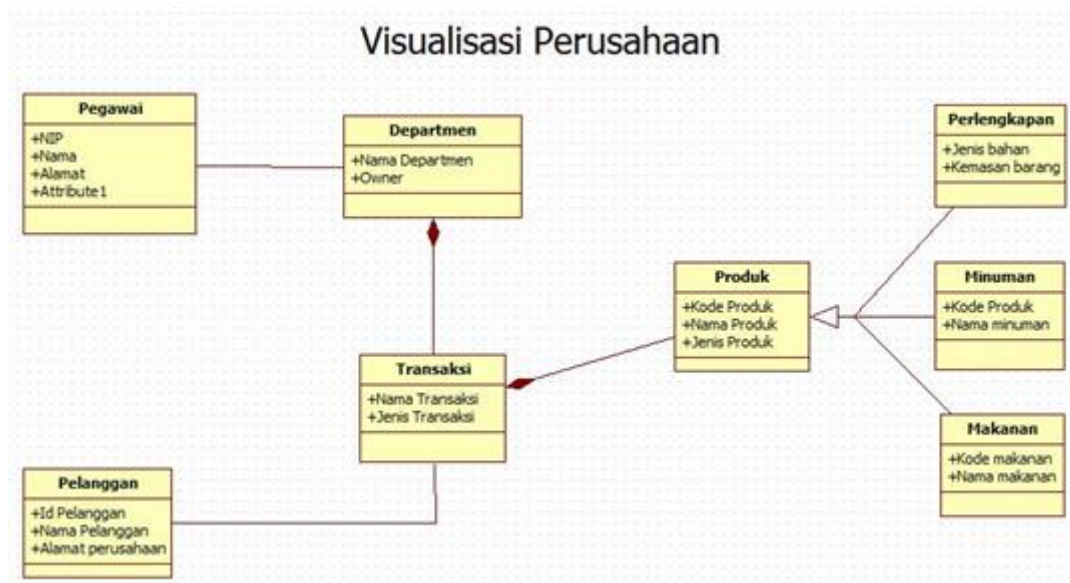 Visualisasi Perusahaan
Pegawai
+NIP
+Nama
+Alamat
+Attribute1
Departmen
+Nama Departmen
+Owner
Perlengkapan
+Jenis bahan
+Kemasan barang
Produk
+Kode Produk
+Nama Produk
+Jenis Produk
Minuman
+Kode Produk
+Nama minuman
Transaksi
+Nama Transaksi
+Jenis Transaksi
Makanan
+Kode makanan
+Nama makanan
Pelanggan
+Id Pelanggan
+Nama Pelanggan
+Alamat perusahaan